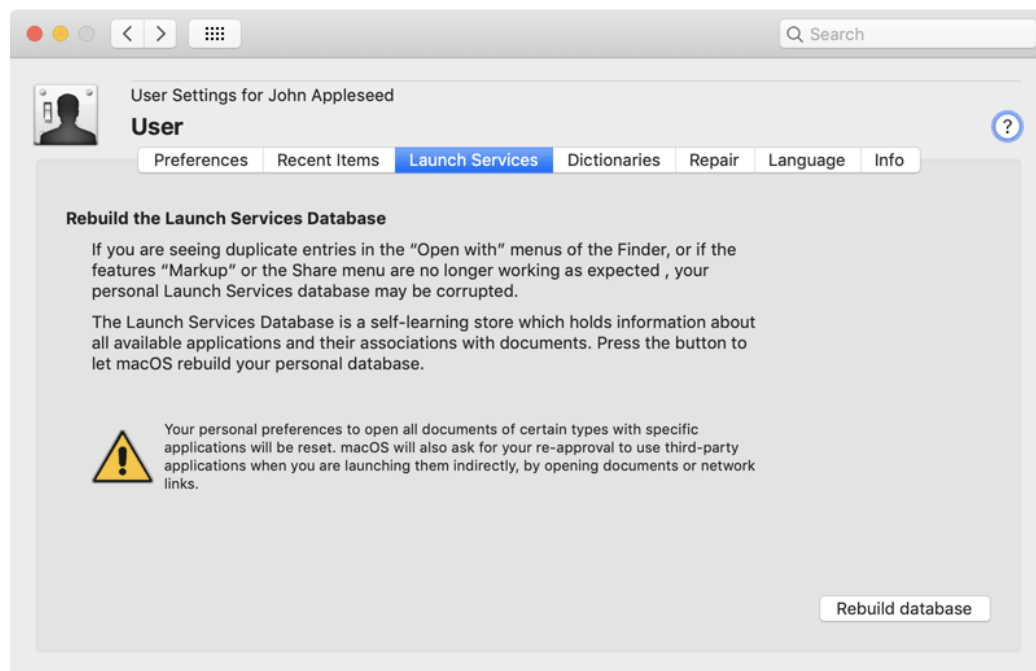 Search
User Settings for John Appleseed
User
?
Preferences Recent Items Launch Services Dictionaries Repair Language Info
Rebuild the Launch Services Database
If you are seeing duplicate entries in the “Open with” menus of the Finder, or if the
features “Markup” or the Share menu are no longer working as expected , your
personal Launch Services database may be corrupted.
The Launch Services Database is a self-learning store which holds information about
all available applications and their associations with documents. Press the button to
let macOS rebuild your personal database.
Your personal preferences to open all documents of certain types with specific
applications will be reset. macOS will also ask for your re-approval to use third-party
applications when you are launching them indirectly, by opening documents or network
links.
Rebuild database